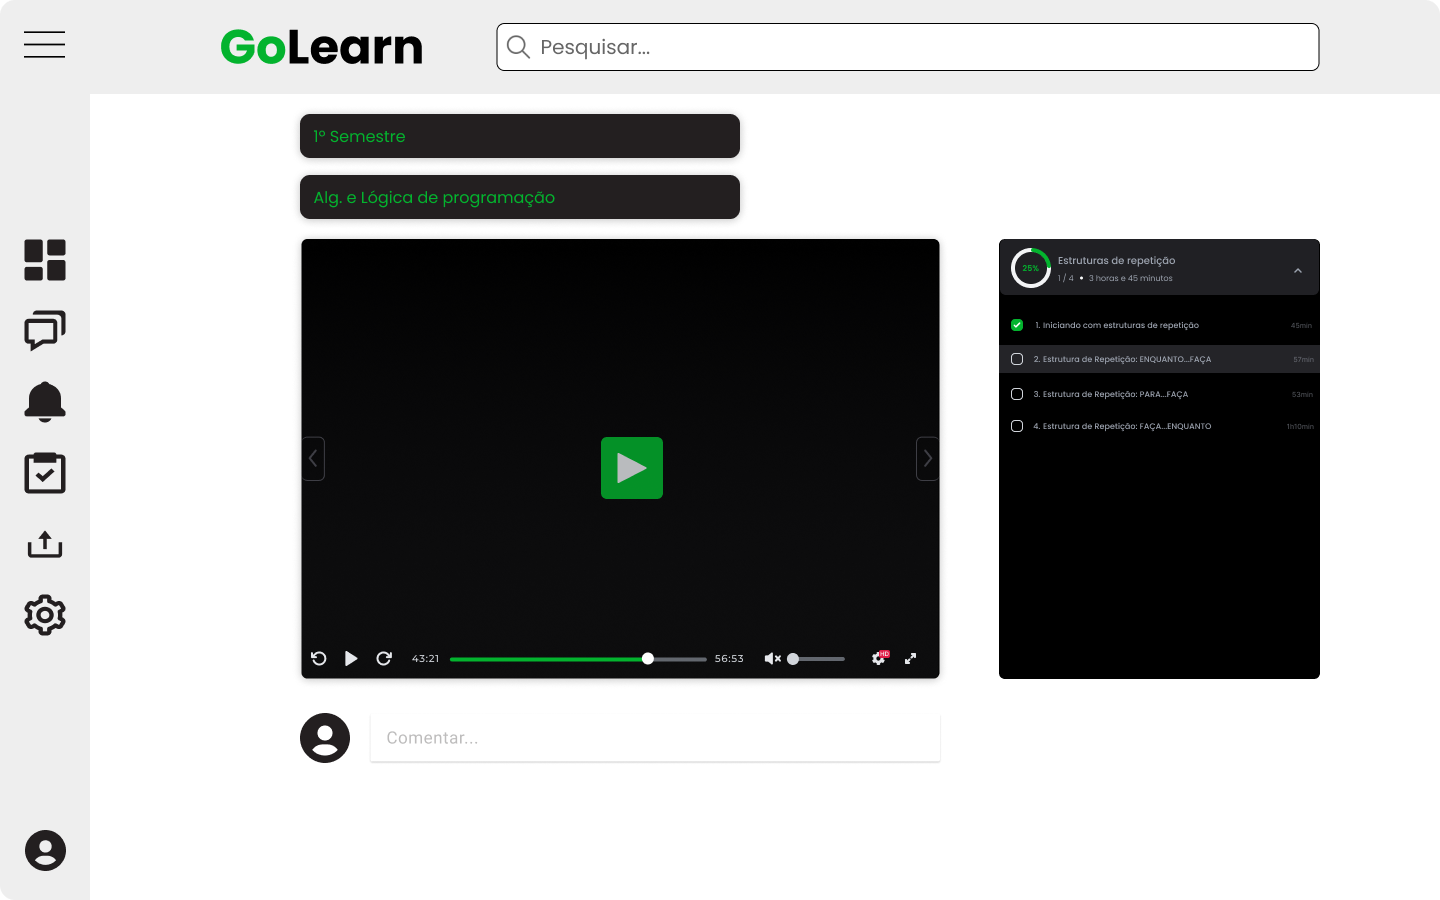 GoLearn
Pesquisar...
1º Semestre
Alg. e Lógica de programação
25%
Estruturas de repetição
1 / 4 • 3 horas e 45 minutos
1. Iniciando com estruturas de repetição 45min
2. Estrutura de Repetição: ENQUANTO...FAÇA 57min
3. Estrutura de Repetição: PARA...FAÇA 53min
4. Estrutura de Repetição: FAÇA...ENQUANTO 1h10min
43:21 56:53 HD
Comentar...